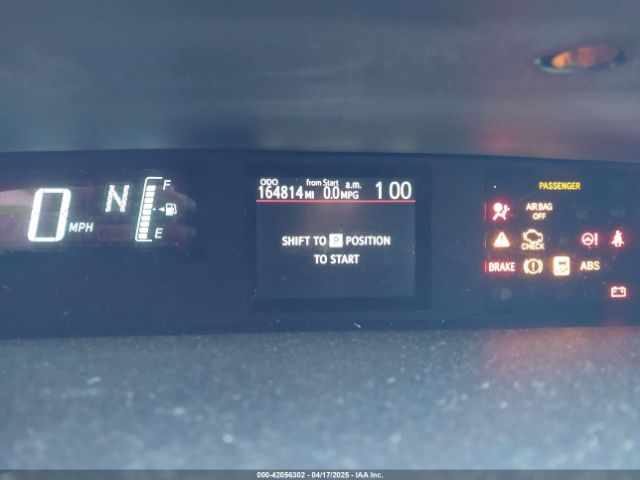 0 MPH
N
F
E
ODO from Start a.m.
164814 MI 0.0 MPG 1 00
SHIFT TO P POSITION
TO START
PASSENGER
AIR BAG
OFF
CHECK
BRAKE ABS
000-42056302 - 04/17/2025 - IAA Inc.